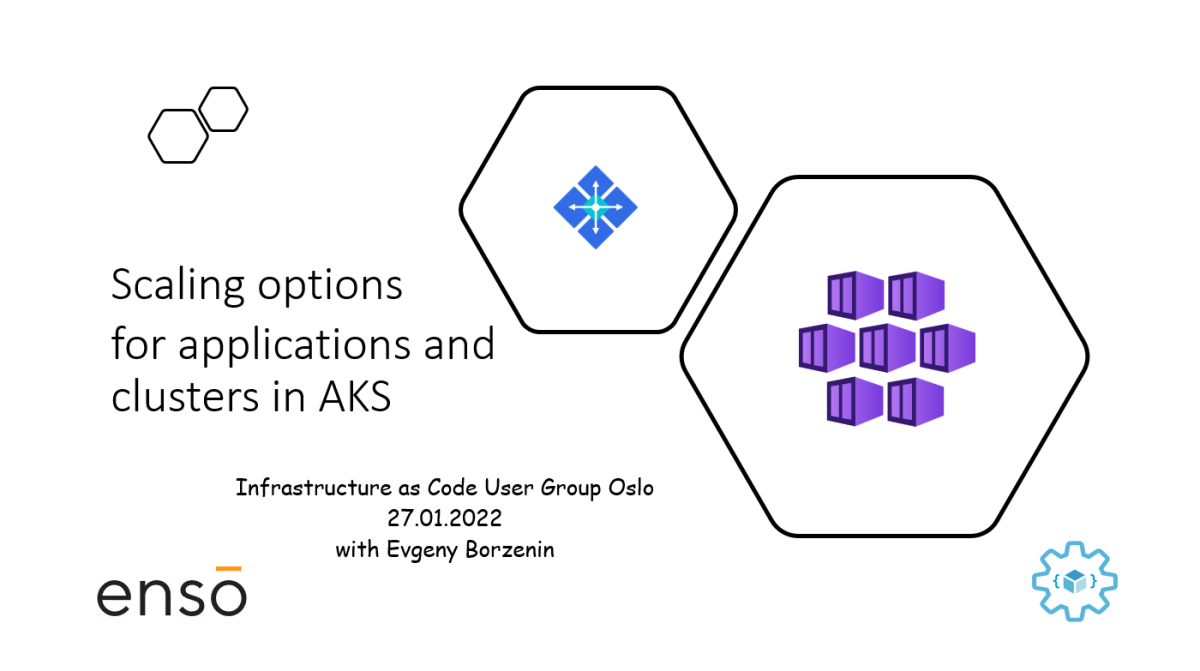 Scaling options
for applications and
clusters in AKS
Infrastructure as Code User Group Oslo
27.01.2022
with Evgeny Borzenin
ensō
{ }